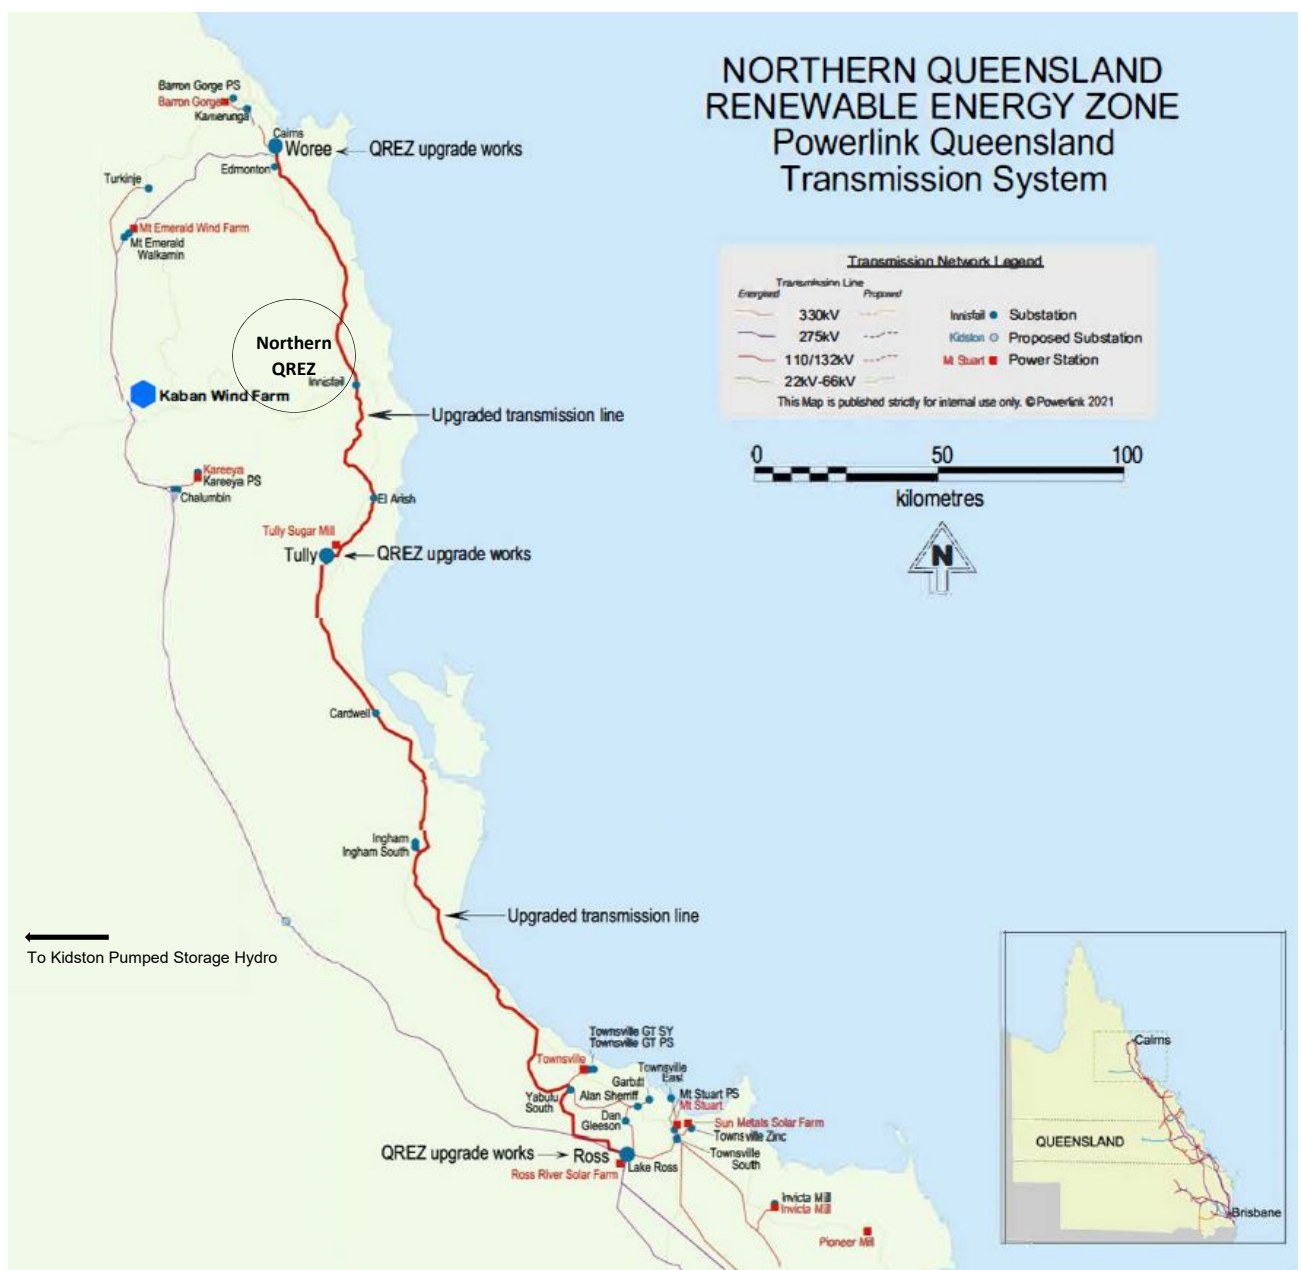 NORTHERN QUEENSLAND
RENEWABLE ENERGY ZONE
Powerlink Queensland
Transmission System
Barron Gorge PS
Barron Gorge
Kamerunga
Cairns
Woree
QREZ upgrade works
Edmonton
Turkinje
Mt Emerald Wind Farm
Mt Emerald
Walkamin
Transmission Network Legend
Transmission Line
Energised
Proposed
330kV
275kV
110/132kV
22kV-66kV
Innisfail
Substation
Kidston
Proposed Substation
Mt Stuart
Power Station
This Map is published strictly for internal use only. © Powerlink 2021
Northern
QREZ
Innisfail
Kaban Wind Farm
Upgraded transmission line
0
50
100
kilometres
N
Kareeya
Kareeya PS
Chalumbin
El Arish
Tully Sugar Mill
Tully
QREZ upgrade works
Cardwell
Ingham
Ingham South
Upgraded transmission line
To Kidston Pumped Storage Hydro
Townsville GT SY
Townsville GT PS
Townsville
Townsville
East
Garbutt
Alan Sherriff
Yabulu
South
Mt Stuart PS
Mt Stuart
Dan
Gleeson
Sun Metals Solar Farm
Townsville Zinc
Townsville
South
QREZ upgrade works
Ross
Lake Ross
Ross River Solar Farm
Invicta Mill
Invicta Mill
Pioneer Mill
Cairns
QUEENSLAND
Brisbane